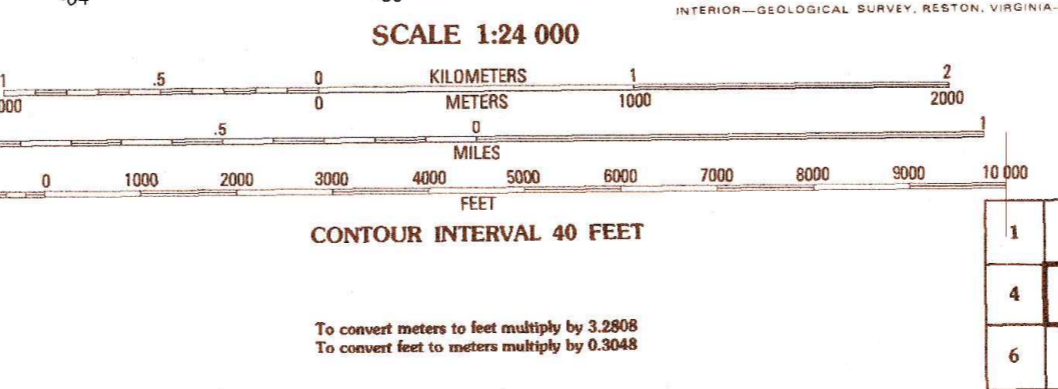 INTERIOR—GEOLOGICAL SURVEY, RESTON, VIRGINIA—
SCALE 1:24 000
1 .5 0 KILOMETERS 1 2
000 0 METERS 1000 2000
.5 0 1
MILES
0 1000 2000 3000 4000 5000 6000 7000 8000 9000 10 000
FEET
CONTOUR INTERVAL 40 FEET
1
4
6
To convert meters to feet multiply by 3.2808
To convert feet to meters multiply by 0.3048